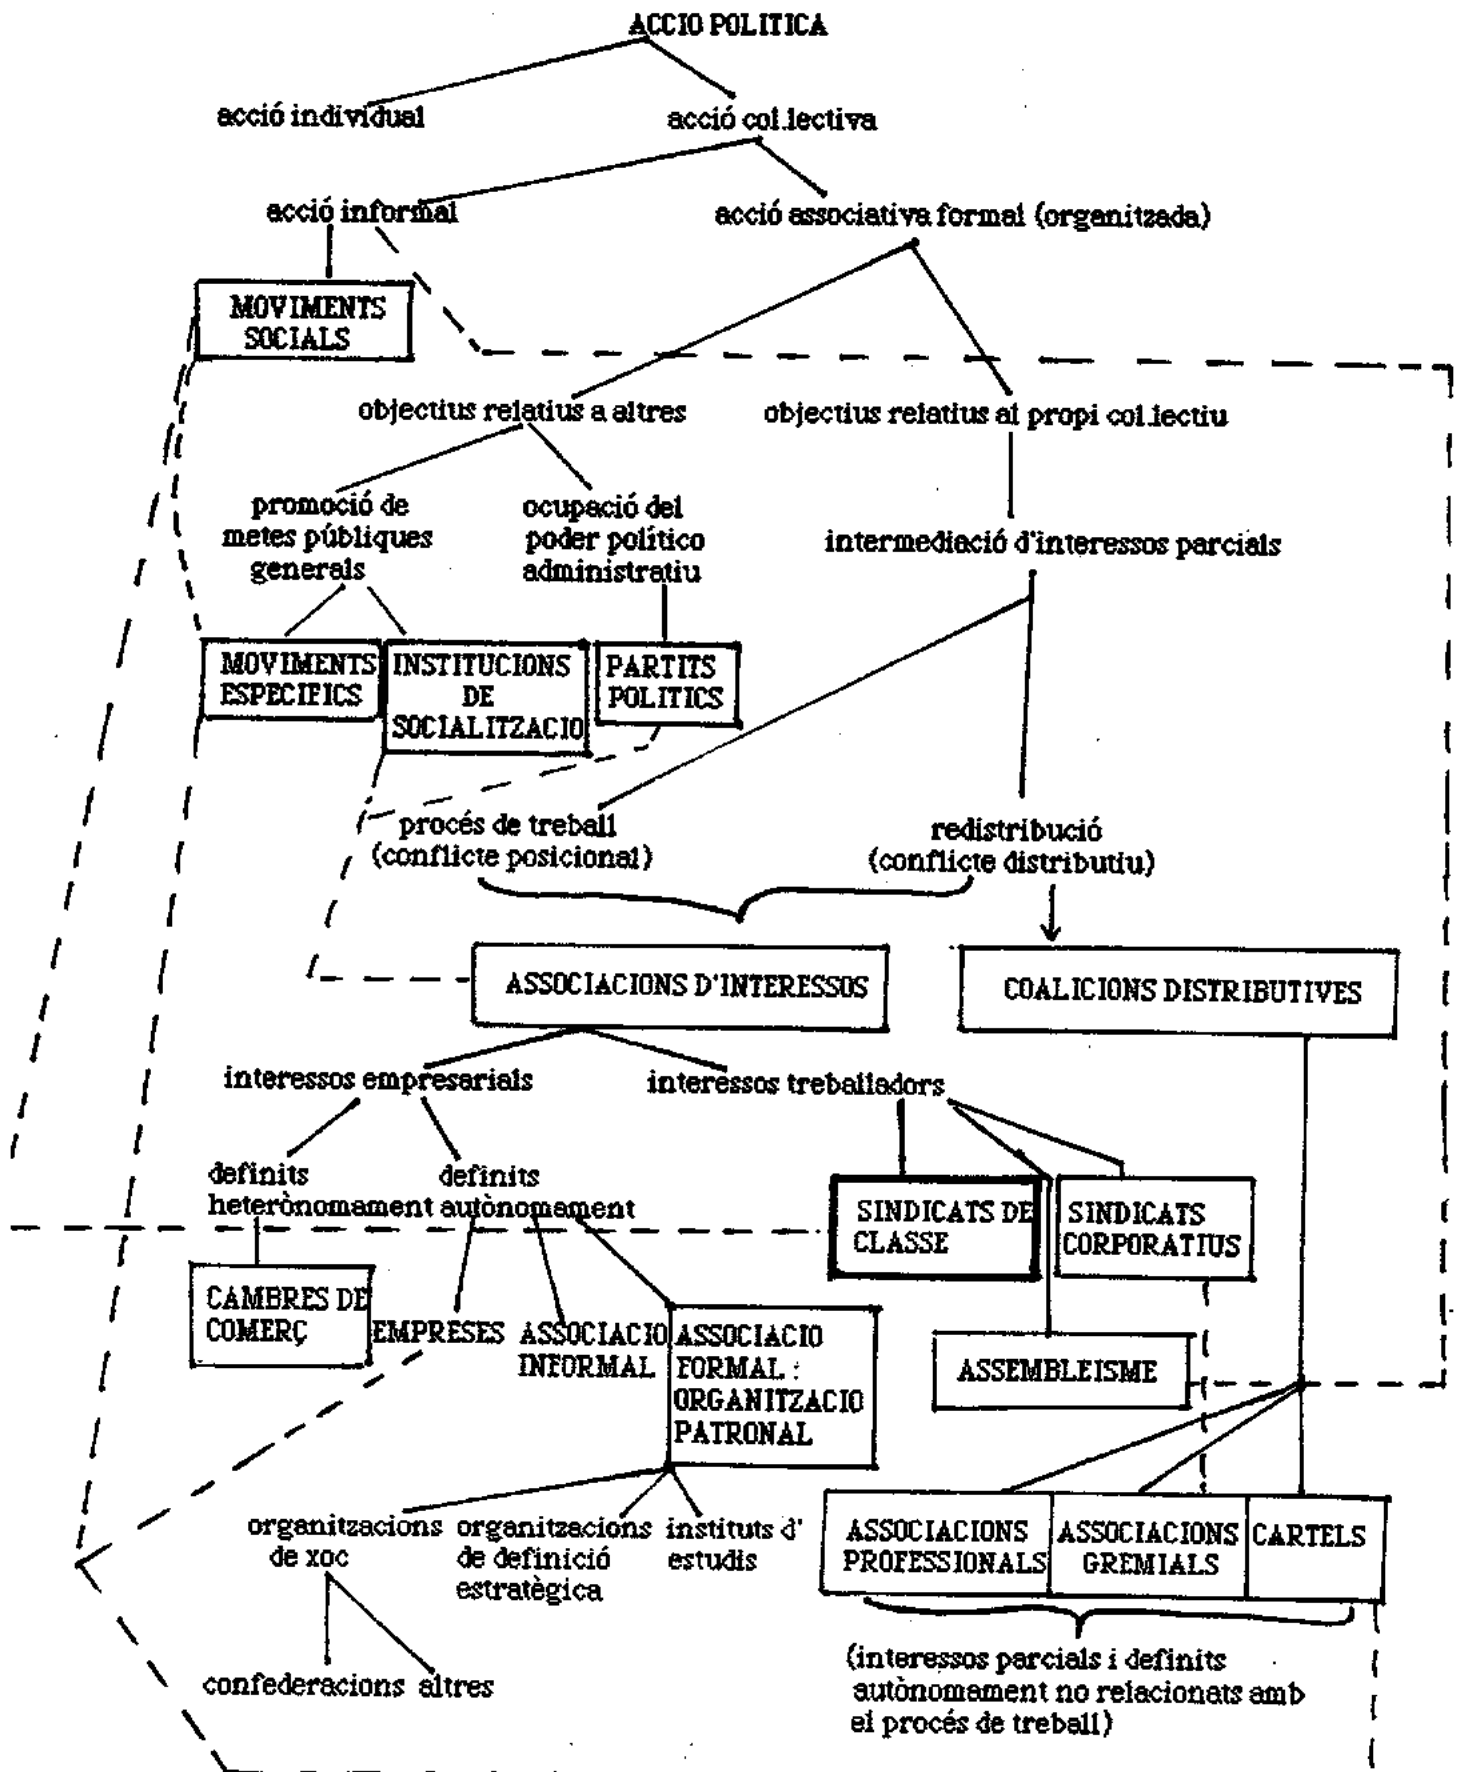 ACCIO POLITICA
acció individual
acció col.lectiva
acció informal
acció associativa formal (organitzada)
MOVIMENTS
SOCIALS
objectius relatius a altres
objectius relatius al propi col.lectiu
promoció de
metes públiques
generals
ocupació del
poder político
administratiu
intermediació d'interessos parcials
MOVIMENTS
ESPECIFICS
INSTITUCIONS
DE
SOCIALITZACIO
PARTITS
POLITICS
procés de treball
(conflicte posicional)
redistribució
(conflicte distributiu)
ASSOCIACIONS D'INTERESSOS
COALICIONS DISTRIBUTIVES
interessos empresarials
interessos treballadors
definits
heterònomament
definits
autònomament
SINDICATS DE
CLASSE
SINDICATS
CORPORATIUS
CAMBRES DE
COMERÇ
EMPRESES
ASSOCIACIO
INFORMAL
ASSOCIACIO
FORMAL :
ORGANITZACIO
PATRONAL
ASSEMBLEISME
organitzacions
de xoc
organitzacions
de definició
estratègica
instituts d'
estudis
ASSOCIACIONS
PROFESSIONALS
ASSOCIACIONS
GREMIALS
CARTELS
confederacions
altres
(interessos parcials i definits
autònomament no relacionats amb
el procés de treball)